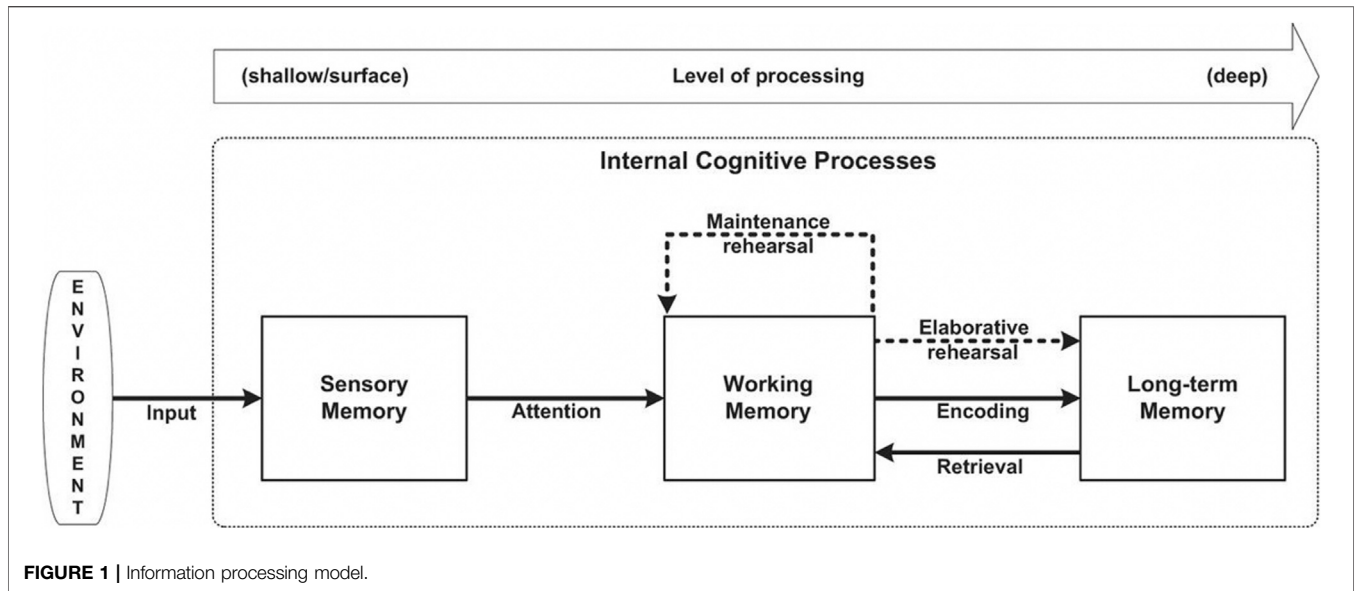 (shallow/surface) Level of processing (deep)
Internal Cognitive Processes
Maintenance
rehearsal
ENVIRONMENT
Input
Sensory
Memory
Attention
Working
Memory
Elaborative
rehearsal
Encoding
Retrieval
Long-term
Memory
FIGURE 1 | Information processing model.